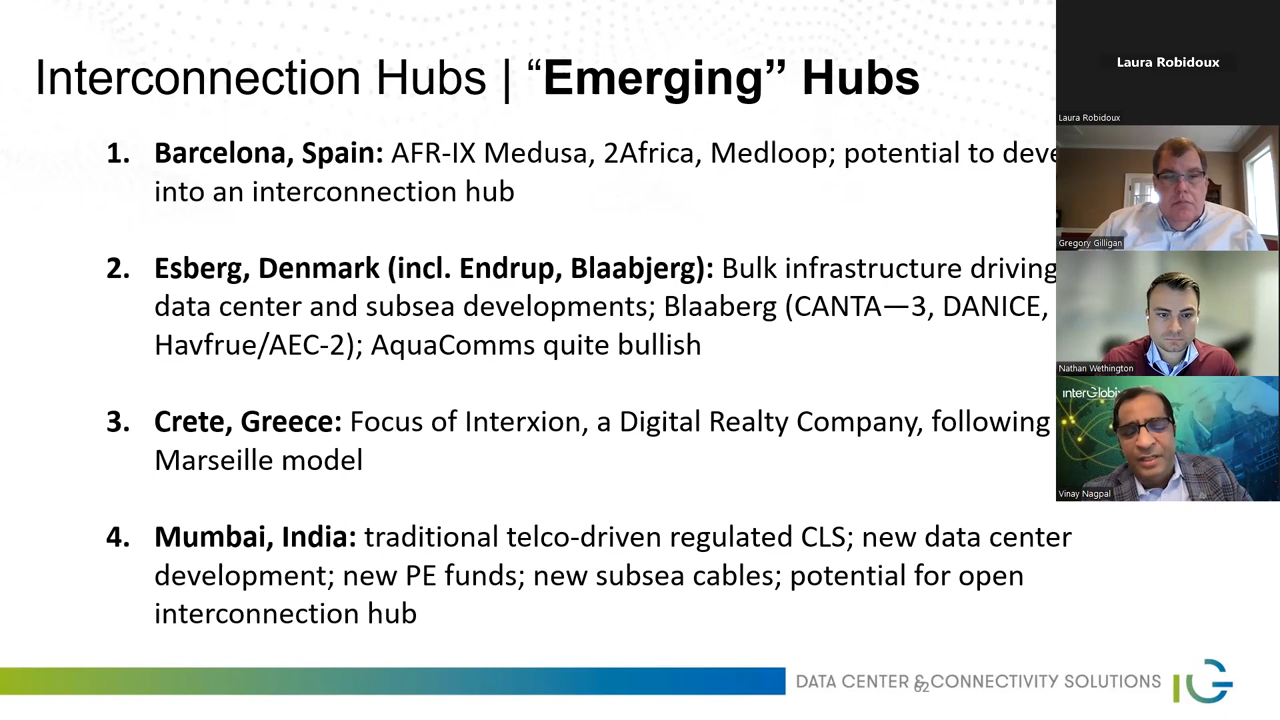 Interconnection Hubs | “Emerging” Hubs
1. Barcelona, Spain: AFR-IX Medusa, 2Africa, Medloop; potential to
into an interconnection hub
2. Esberg, Denmark (incl. Endrup, Blaabjerg): Bulk infrastructure driving
data center and subsea developments; Blaaberg (CANTA—3, DANICE,
Havfrue/AEC-2); AquaComms quite bullish
3. Crete, Greece: Focus of Interxion, a Digital Realty Company, following
Marseille model
4. Mumbai, India: traditional telco-driven regulated CLS; new data center
development; new PE funds; new subsea cables; potential for open
interconnection hub
DATA CENTER & CONNECTIVITY SOLUTIONS
62
IG
Laura Robidoux
Laura Robidoux
Gregory Gilligan
Nathan Wethington
Vinay Nagpal